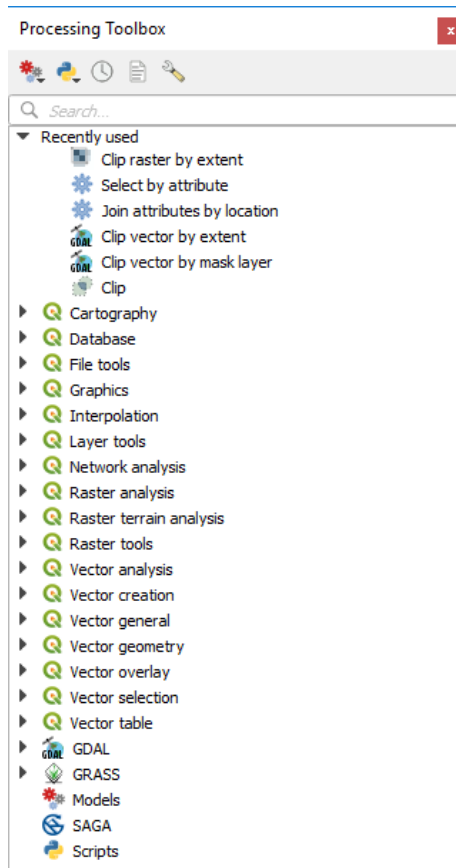 Processing Toolbox
x
Search...
Recently used
Clip raster by extent
Select by attribute
Join attributes by location
GDAL Clip vector by extent
GDAL Clip vector by mask layer
Clip
Cartography
Database
File tools
Graphics
Interpolation
Layer tools
Network analysis
Raster analysis
Raster terrain analysis
Raster tools
Vector analysis
Vector creation
Vector general
Vector geometry
Vector overlay
Vector selection
Vector table
GDAL GDAL
GRASS
Models
SAGA
Scripts